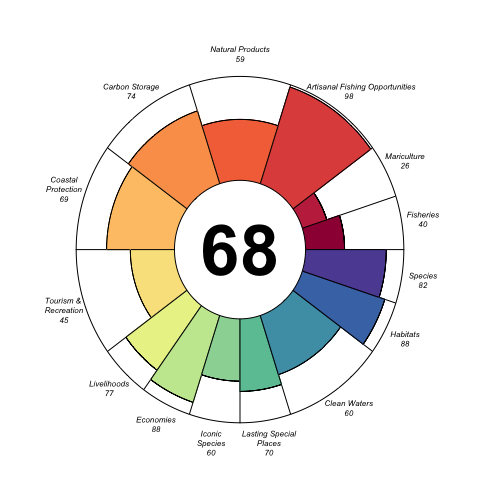 Natural Products
59
Artisanal Fishing Opportunities
98
Mariculture
26
Fisheries
40
Species
82
Habitats
88
Clean Waters
60
Lasting Special
Places
70
Iconic
Species
60
Economies
88
Livelihoods
77
Tourism &
Recreation
45
Coastal
Protection
69
Carbon Storage
74
68